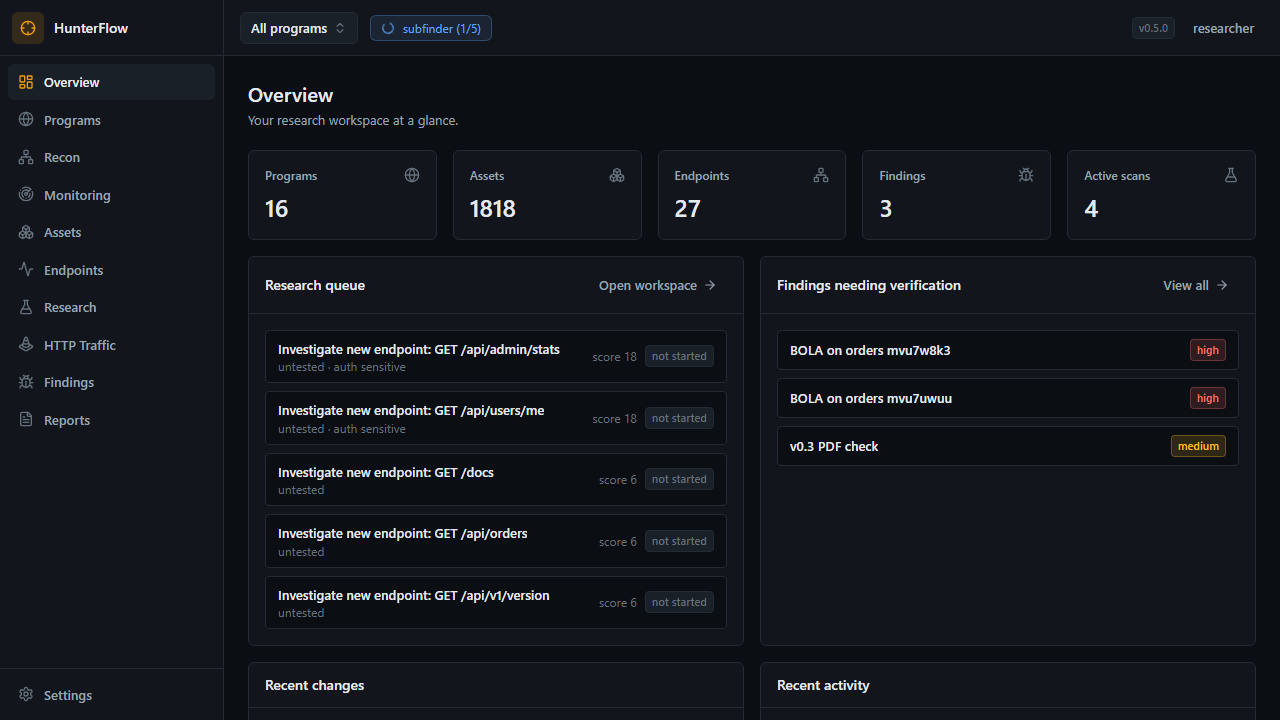 HunterFlow
All programs
subfinder (1/5)
v0.5.0
researcher
Overview
Programs
Recon
Monitoring
Assets
Endpoints
Research
HTTP Traffic
Findings
Reports
Settings
Overview
Your research workspace at a glance.
Programs
16
Assets
1818
Endpoints
27
Findings
3
Active scans
4
Research queue
Open workspace →
Investigate new endpoint: GET /api/admin/stats
untested · auth sensitive
score 18
not started
Investigate new endpoint: GET /api/users/me
untested · auth sensitive
score 18
not started
Investigate new endpoint: GET /docs
untested
score 6
not started
Investigate new endpoint: GET /api/orders
untested
score 6
not started
Investigate new endpoint: GET /api/v1/version
untested
score 6
not started
Findings needing verification
View all →
BOLA on orders mvu7w8k3
high
BOLA on orders mvu7uwuu
high
v0.3 PDF check
medium
Recent changes
Recent activity